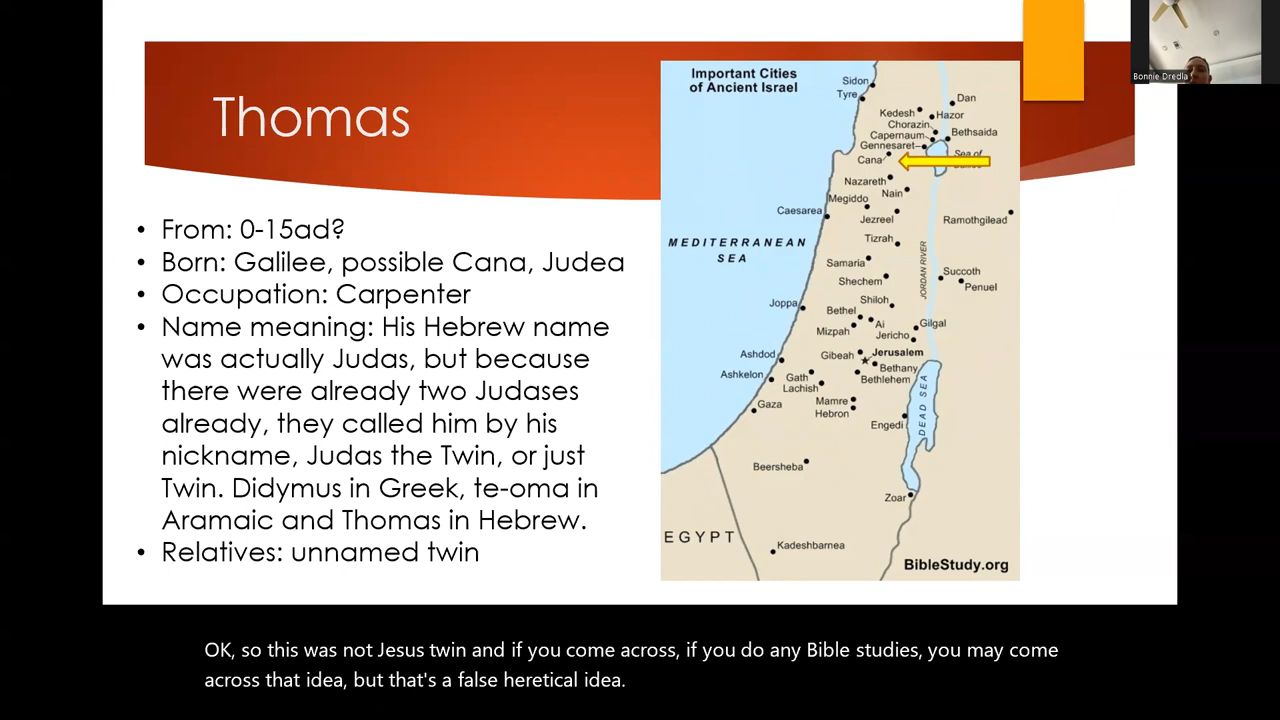 Bonnie Dredla
Thomas
• From: 0-15ad?
• Born: Galilee, possible Cana, Judea
• Occupation: Carpenter
• Name meaning: His Hebrew name
was actually Judas, but because
there were already two Judases
already, they called him by his
nickname, Judas the Twin, or just
Twin. Didymus in Greek, te-oma in
Aramaic and Thomas in Hebrew.
• Relatives: unnamed twin
Important Cities
of Ancient Israel
Sidon
Tyre
Dan
Kedesh
Hazor
Chorazin
Capernaum
Bethsaida
Gennesaret
Sea of
Cana
Nazareth
Nain
Megiddo
Caesarea
Jezreel
Ramothgilead
Tizrah
MEDITERRANEAN
SEA
JORDAN RIVER
Samaria
Succoth
Shechem
Penuel
Shiloh
Joppa
Bethel
Ai
Gilgal
Mizpah
Jericho
Gibeah
Jerusalem
Ashdod
Bethany
Ashkelon
Gath
Bethlehem
Lachish
DEAD SEA
Gaza
Mamre
Hebron
Engedi
Beersheba
Zoar
EGYPT
Kadeshbarnea
BibleStudy.org
OK, so this was not Jesus twin and if you come across, if you do any Bible studies, you may come
across that idea, but that's a false heretical idea.